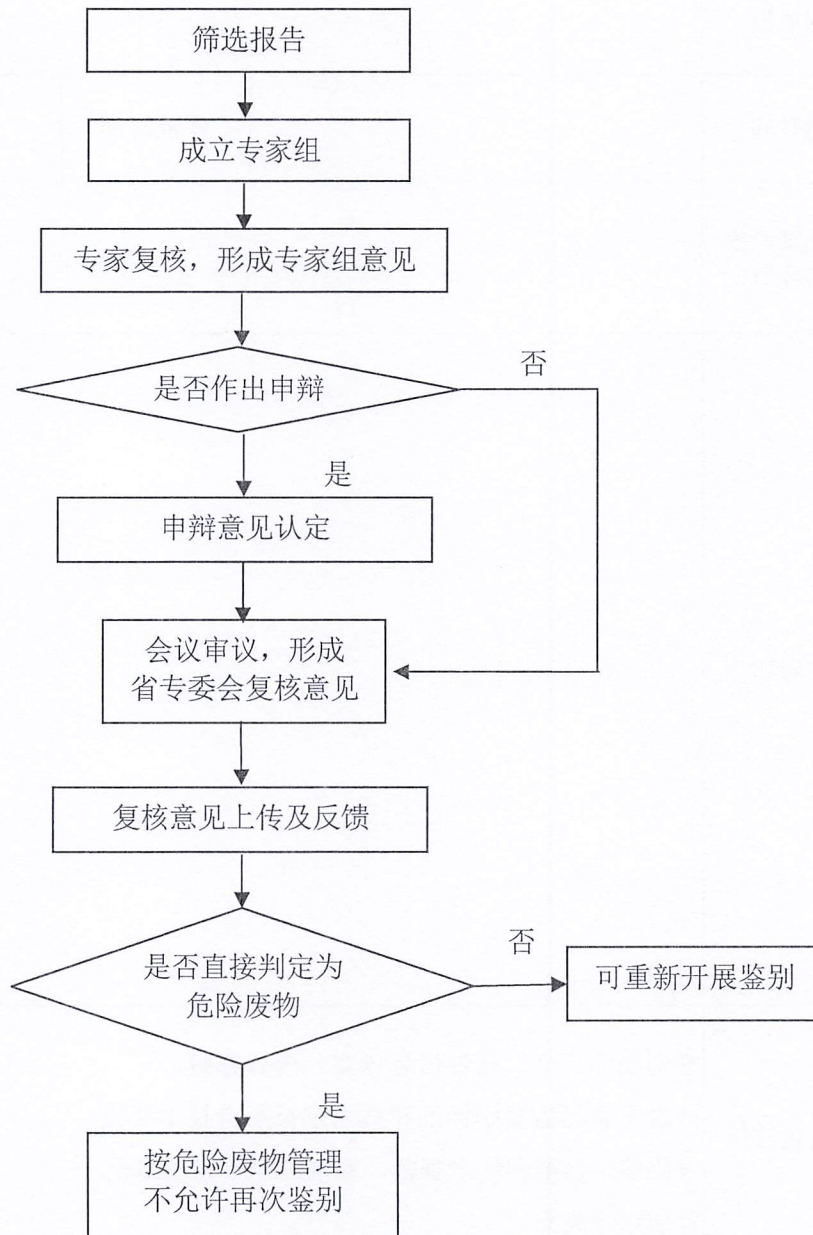 筛选报告
成立专家组
专家复核，形成专家组意见
是否作出申辩
否
是
申辩意见认定
会议审议，形成
省专委会复核意见
复核意见上传及反馈
是否直接判定为
危险废物
否
可重新开展鉴别
是
按危险废物管理
不允许再次鉴别